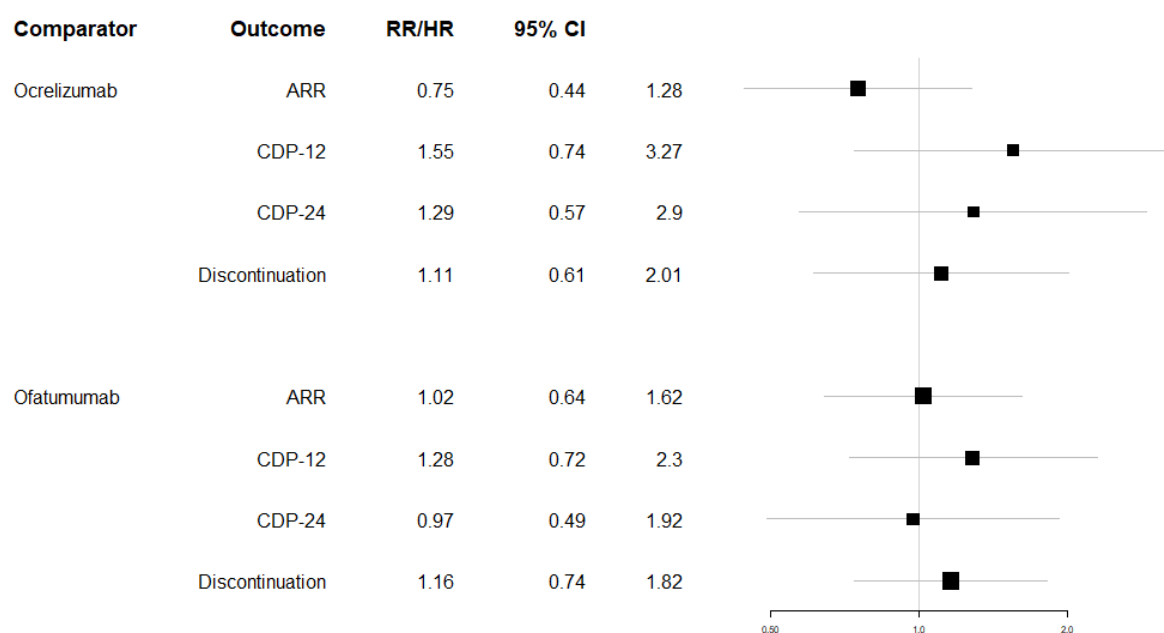 Comparator Outcome RR/HR 95% CI
Ocrelizumab ARR 0.75 0.44 1.28
CDP-12 1.55 0.74 3.27
CDP-24 1.29 0.57 2.9
Discontinuation 1.11 0.61 2.01
Ofatumumab ARR 1.02 0.64 1.62
CDP-12 1.28 0.72 2.3
CDP-24 0.97 0.49 1.92
Discontinuation 1.16 0.74 1.82
0.50 1.0 2.0